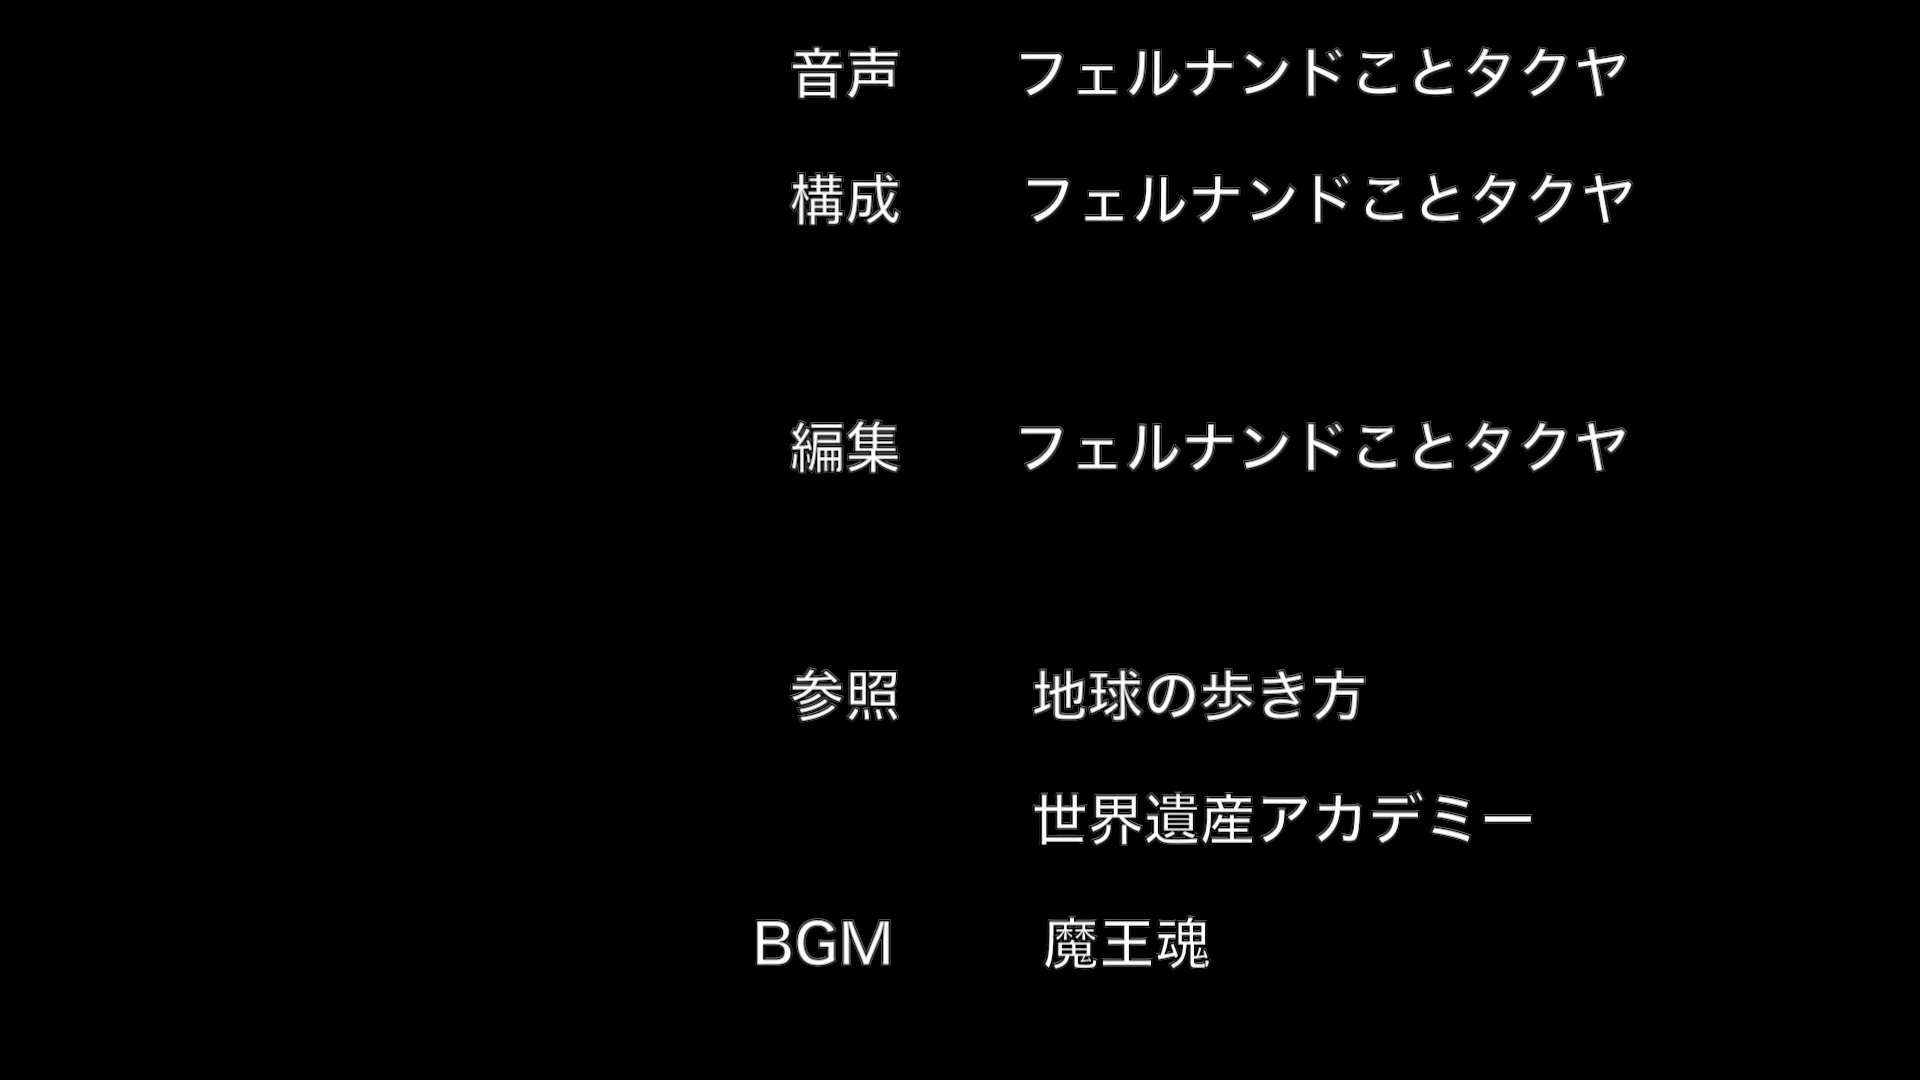 音声 フェルナンドことタクヤ
構成 フェルナンドことタクヤ
編集 フェルナンドことタクヤ
参照 地球の歩き方
世界遺産アカデミー
BGM 魔王魂